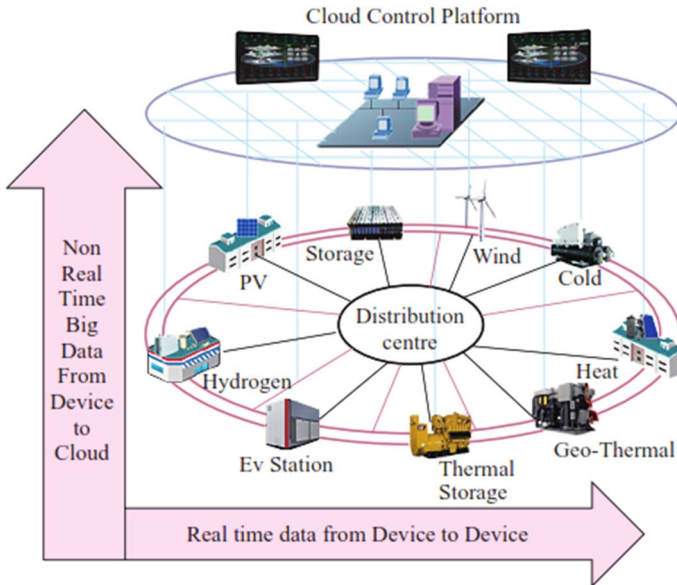 Cloud Control Platform
Non
Real
Time
Big
Data
From
Device
to
Cloud
PV
Storage
Wind
Cold
Distribution
centre
Hydrogen
Heat
Ev Station
Thermal
Storage
Geo-Thermal
Real time data from Device to Device